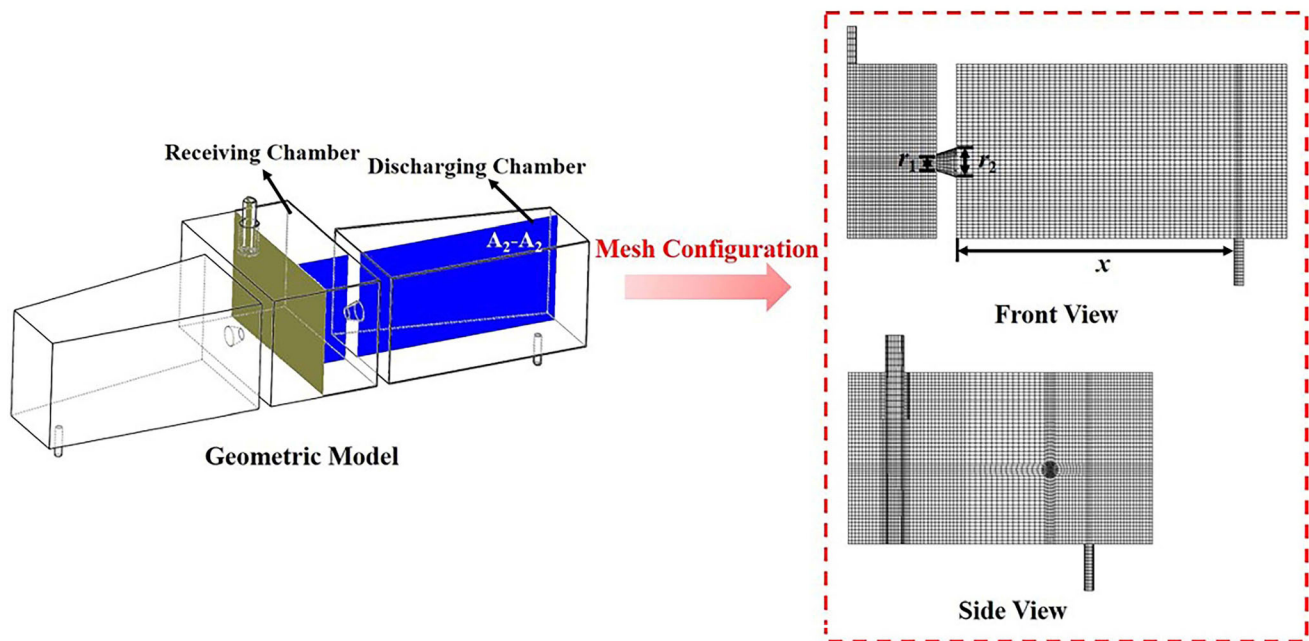 Receiving Chamber
Discharging Chamber
A₂-A₂
Geometric Model
Mesh Configuration
r₁
r₂
x
Front View
Side View